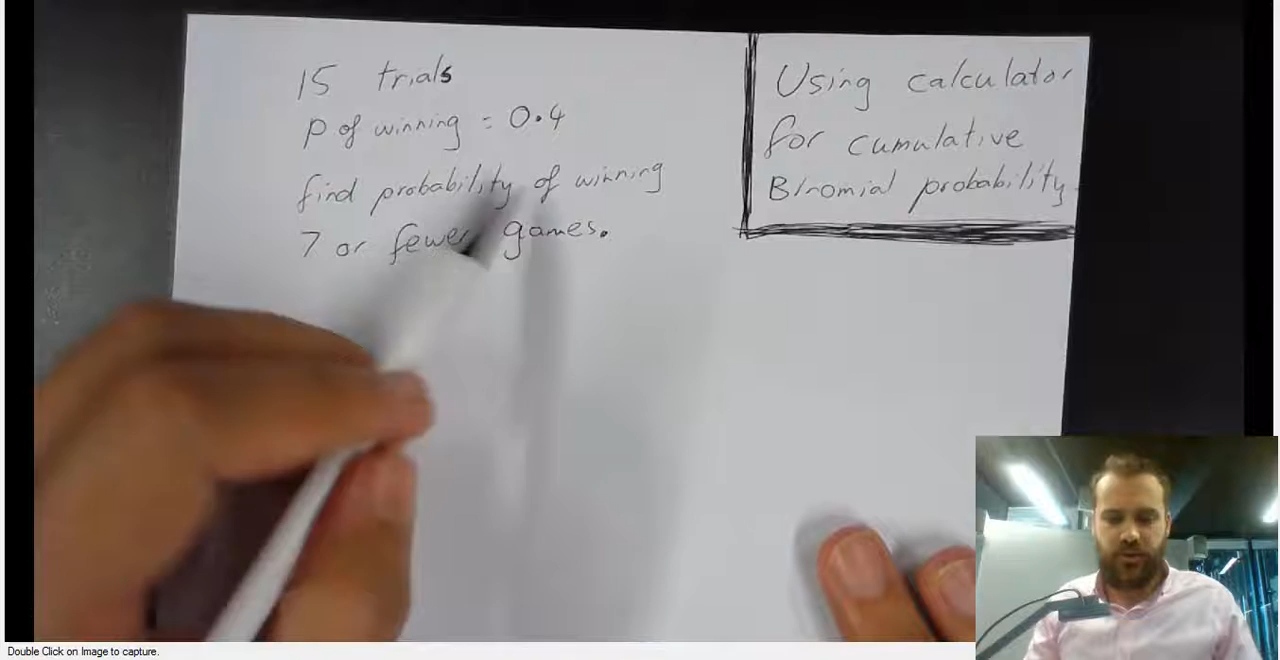 15 trials
p of winning = 0.4
find probability of winning
7 or fewer games.
Using calculator
for cumulative
Binomial probability
Double Click on Image to capture.